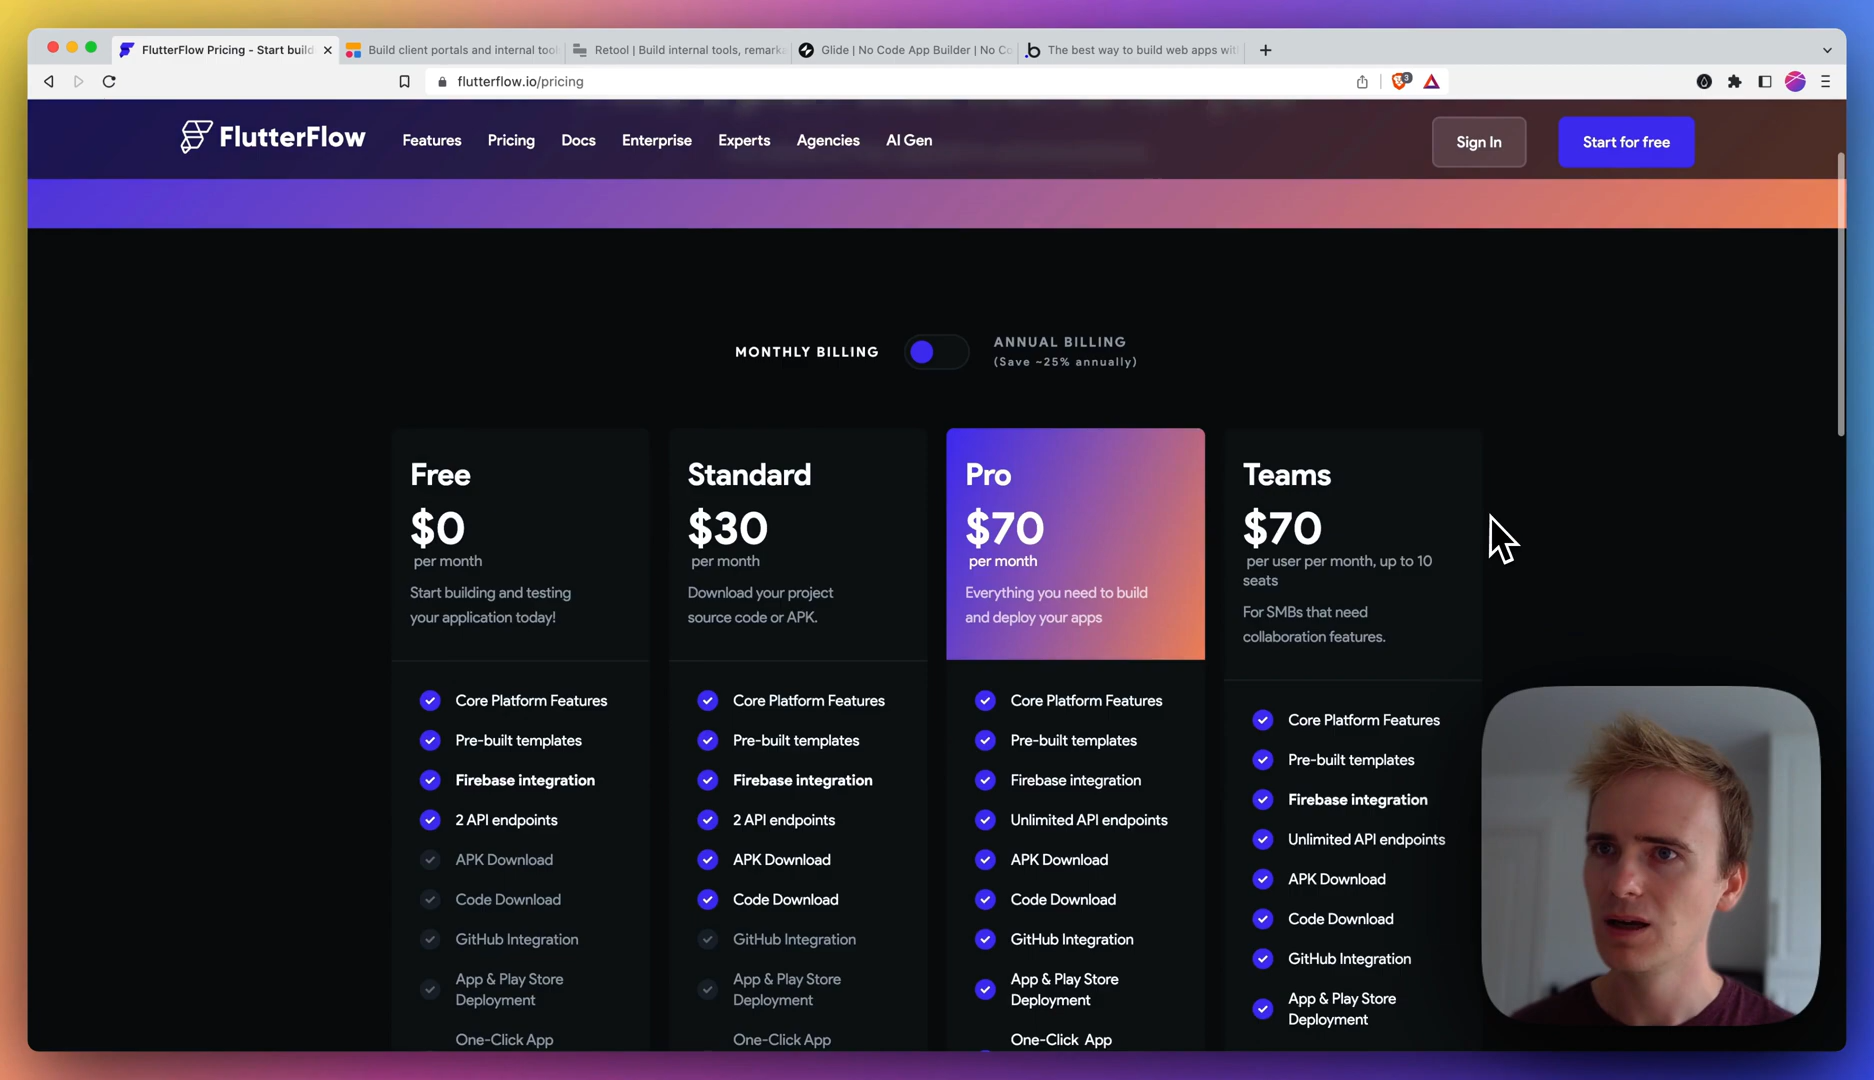 FlutterFlow Pricing - Start build
Build client portals and internal too
Retool | Build internal tools, remarka
Glide | No Code App Builder | No Co
The best way to build web apps wit
flutterflow.io/pricing
3
FlutterFlow
Features
Pricing
Docs
Enterprise
Experts
Agencies
AI Gen
Sign In
Start for free
MONTHLY BILLING
ANNUAL BILLING
(Save ~25% annually)
Free
$0
per month
Start building and testing
your application today!
Core Platform Features
Pre-built templates
Firebase integration
2 API endpoints
APK Download
Code Download
GitHub Integration
App & Play Store
Deployment
One-Click App
Standard
$30
per month
Download your project
source code or APK.
Core Platform Features
Pre-built templates
Firebase integration
2 API endpoints
APK Download
Code Download
GitHub Integration
App & Play Store
Deployment
One-Click App
Pro
$70
per month
Everything you need to build
and deploy your apps
Core Platform Features
Pre-built templates
Firebase integration
Unlimited API endpoints
APK Download
Code Download
GitHub Integration
App & Play Store
Deployment
One-Click App
Teams
$70
per user per month, up to 10
seats
For SMBs that need
collaboration features.
Core Platform Features
Pre-built templates
Firebase integration
Unlimited API endpoints
APK Download
Code Download
GitHub Integration
App & Play Store
Deployment